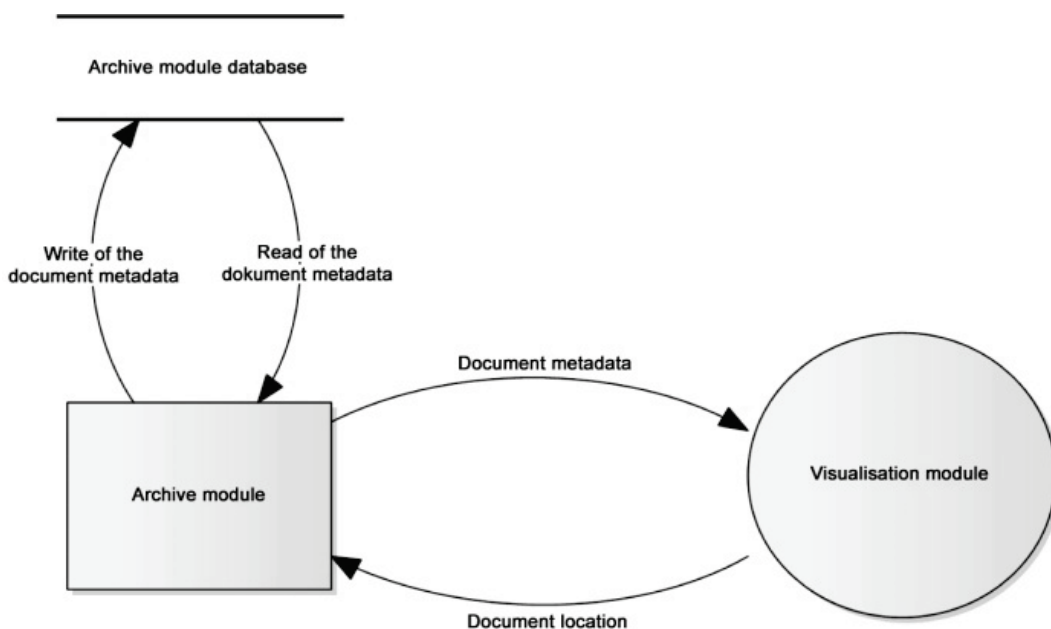 Archive module database
Write of the
document metadata
Read of the
dokument metadata
Document metadata
Archive module
Visualisation module
Document location